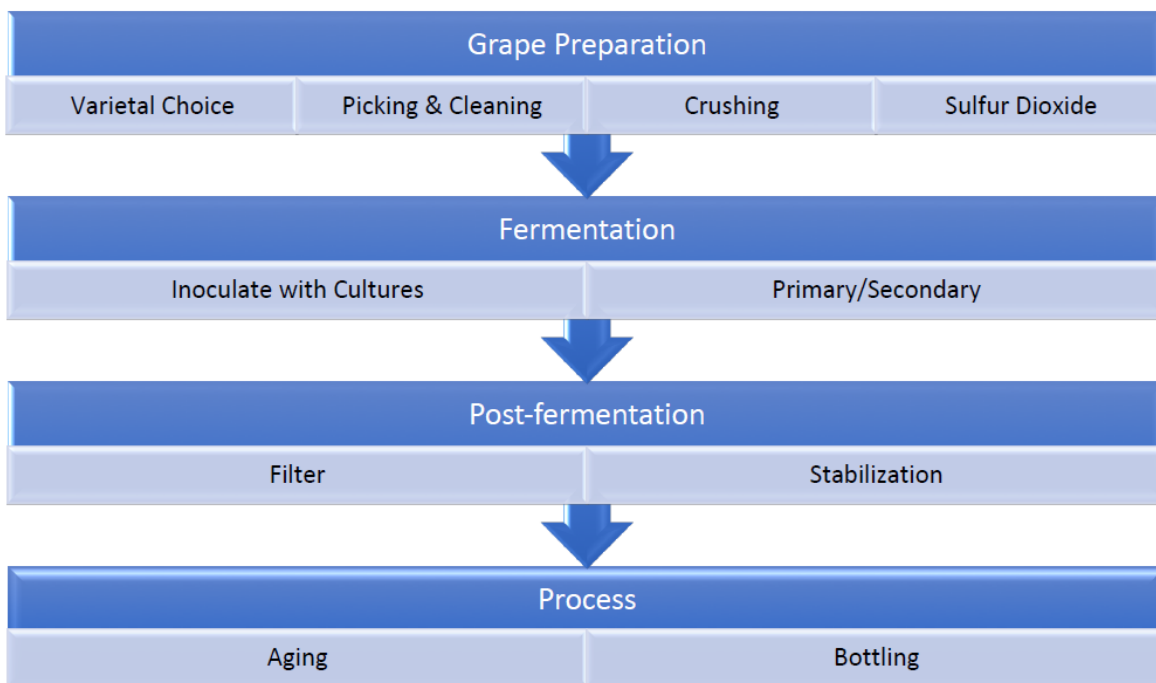 Grape Preparation
Varietal Choice
Picking & Cleaning
Crushing
Sulfur Dioxide
Fermentation
Inoculate with Cultures
Primary/Secondary
Post-fermentation
Filter
Stabilization
Process
Aging
Bottling